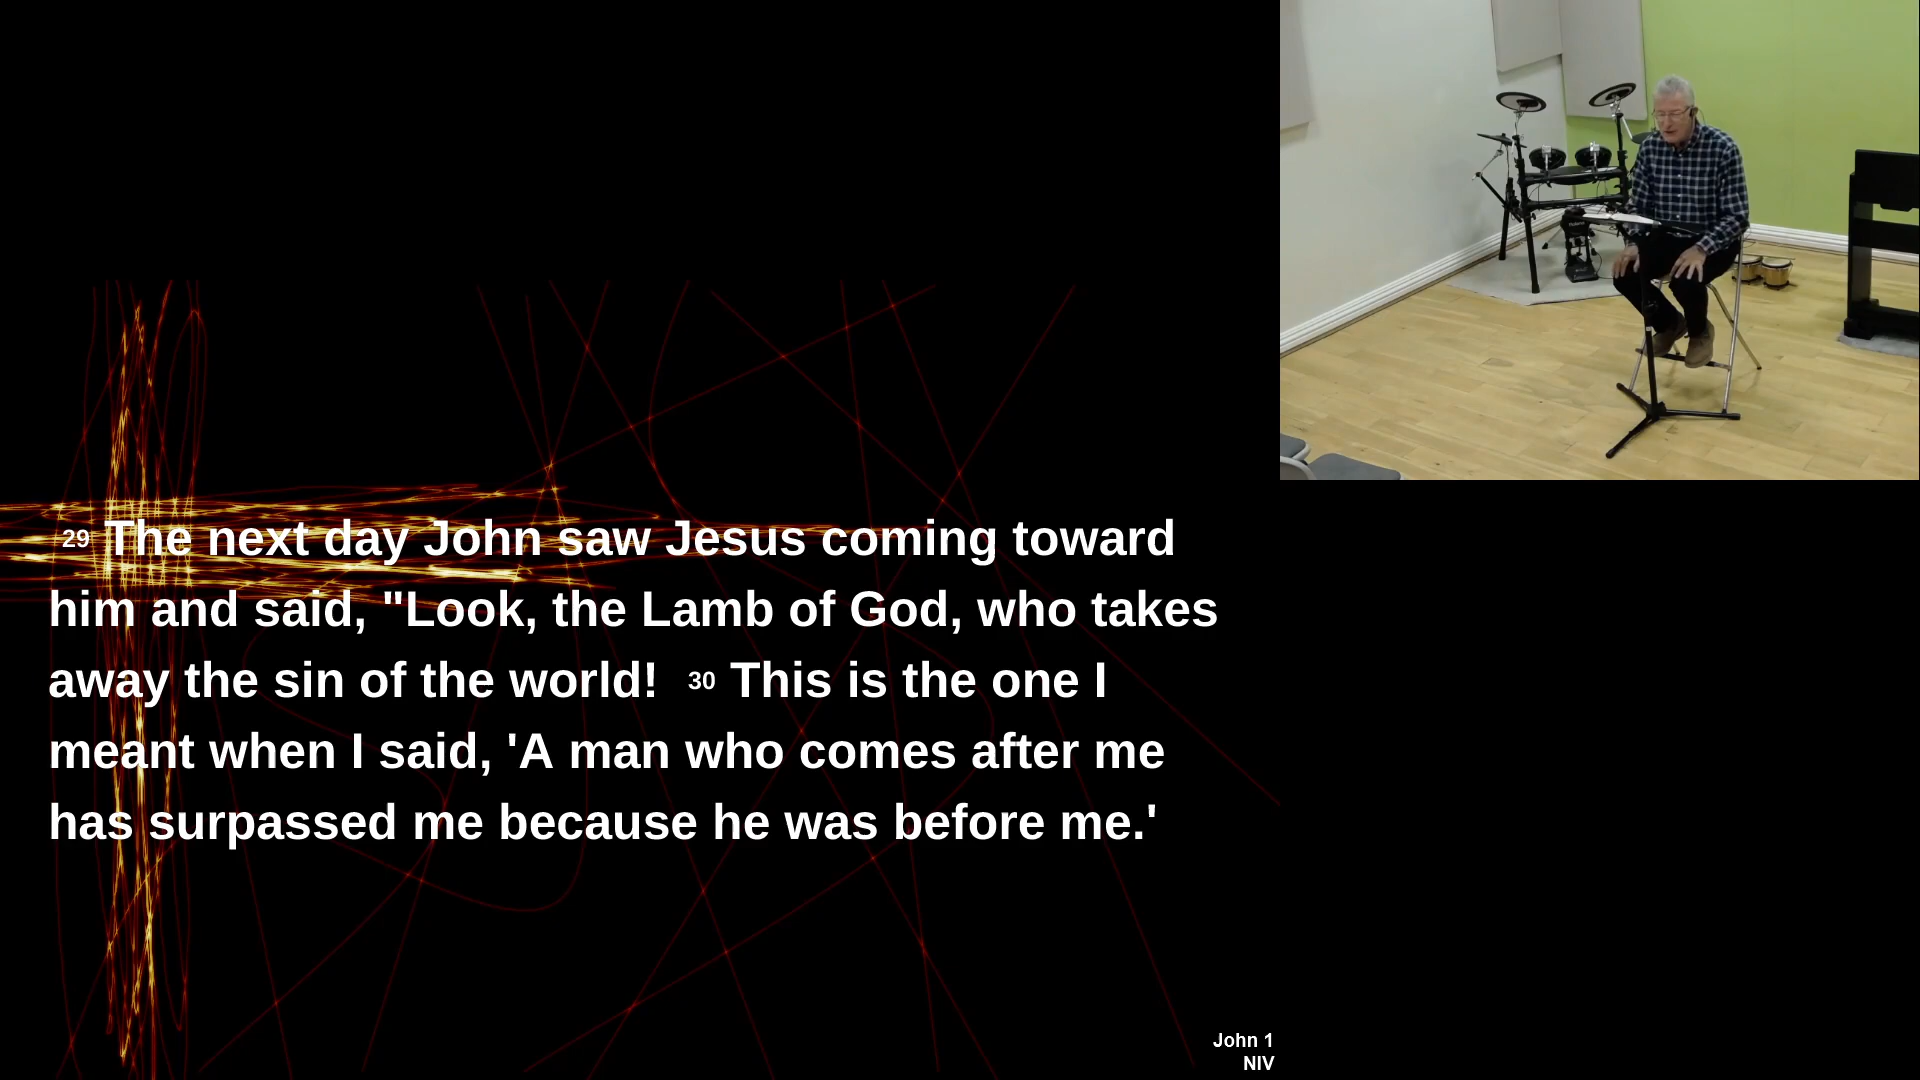 29 The next day John saw Jesus coming toward
him and said, "Look, the Lamb of God, who takes
away the sin of the world! 30 This is the one I
meant when I said, 'A man who comes after me
has surpassed me because he was before me.'
John 1
NIV